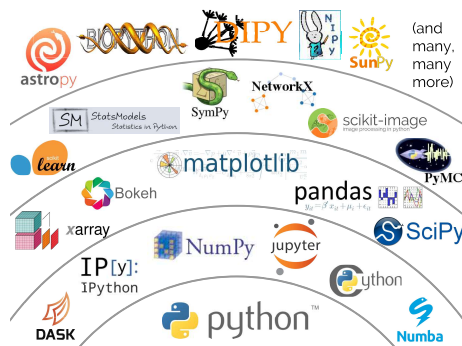 astropy
BIOPYTHON
DIPY
NIPY
SunPy
(and
many,
many
more)
SymPy
NetworkX
SM StatsModels
Statistics in Python
scikit-image
image processing in python
learn
matplotlib
PyMC
Bokeh
pandas
xarray
NumPy
jupyter
SciPy
IP[y]:
IPython
Cython
DASK
python™
Numba